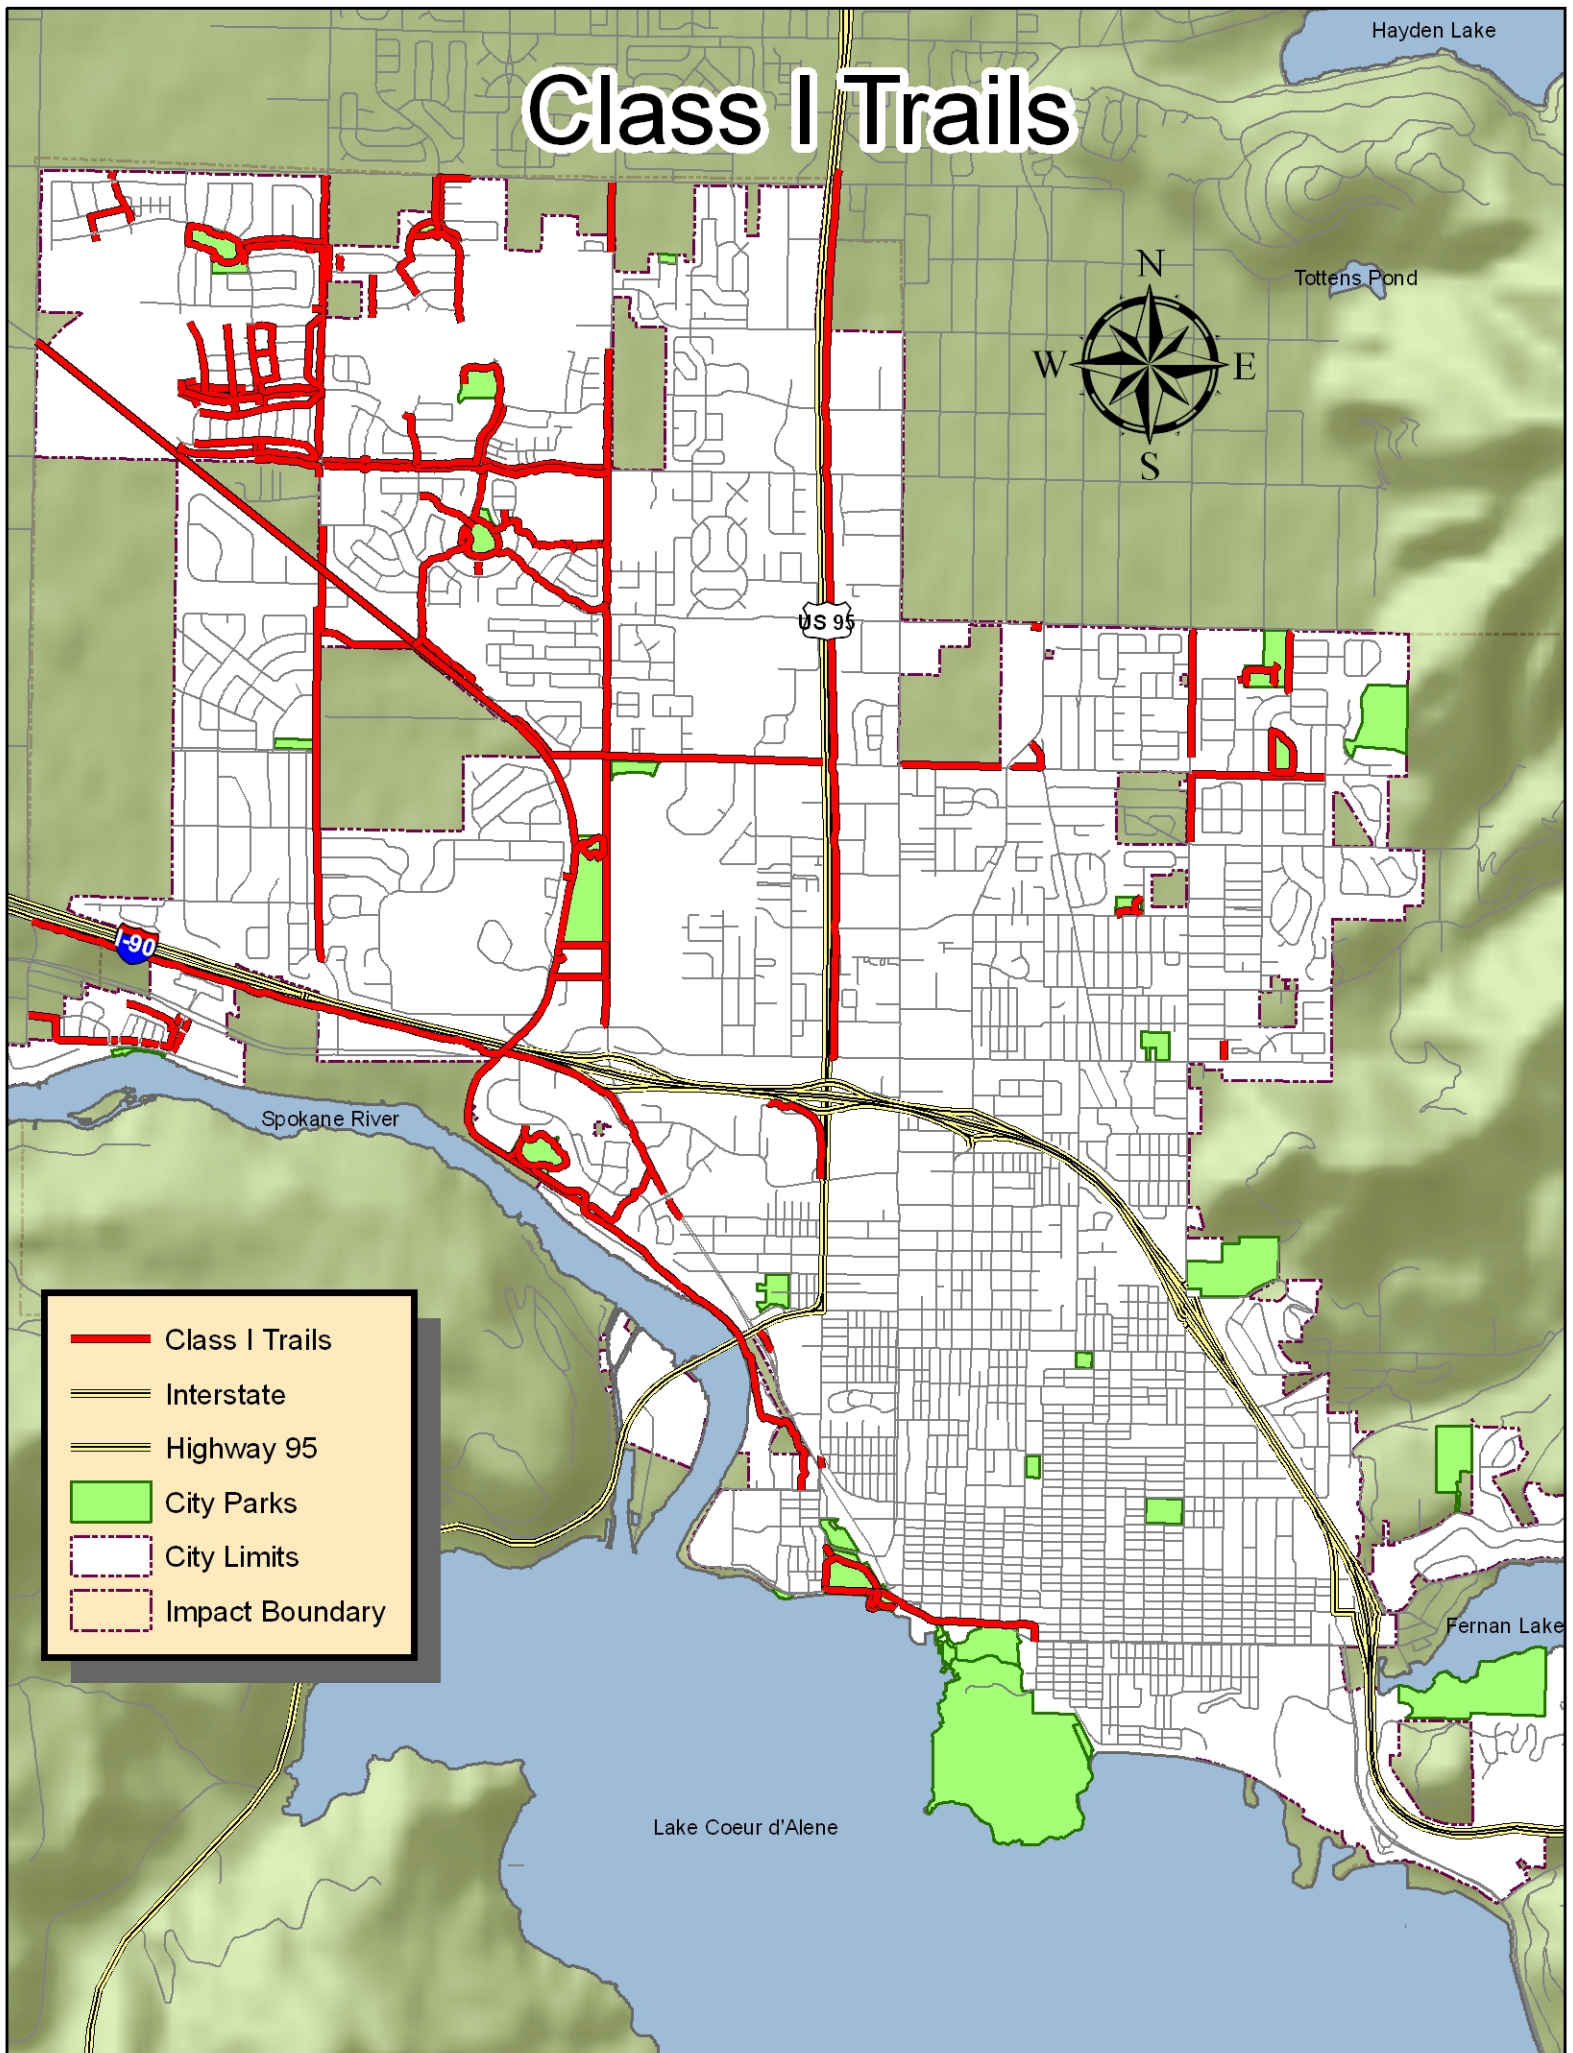 Hayden Lake
Class I Trails
N
Tottens Pond
W
E
S
US 95
I-90
Spokane River
Class I Trails
Interstate
Highway 95
City Parks
City Limits
Impact Boundary
Fernan Lake
Lake Coeur d'Alene